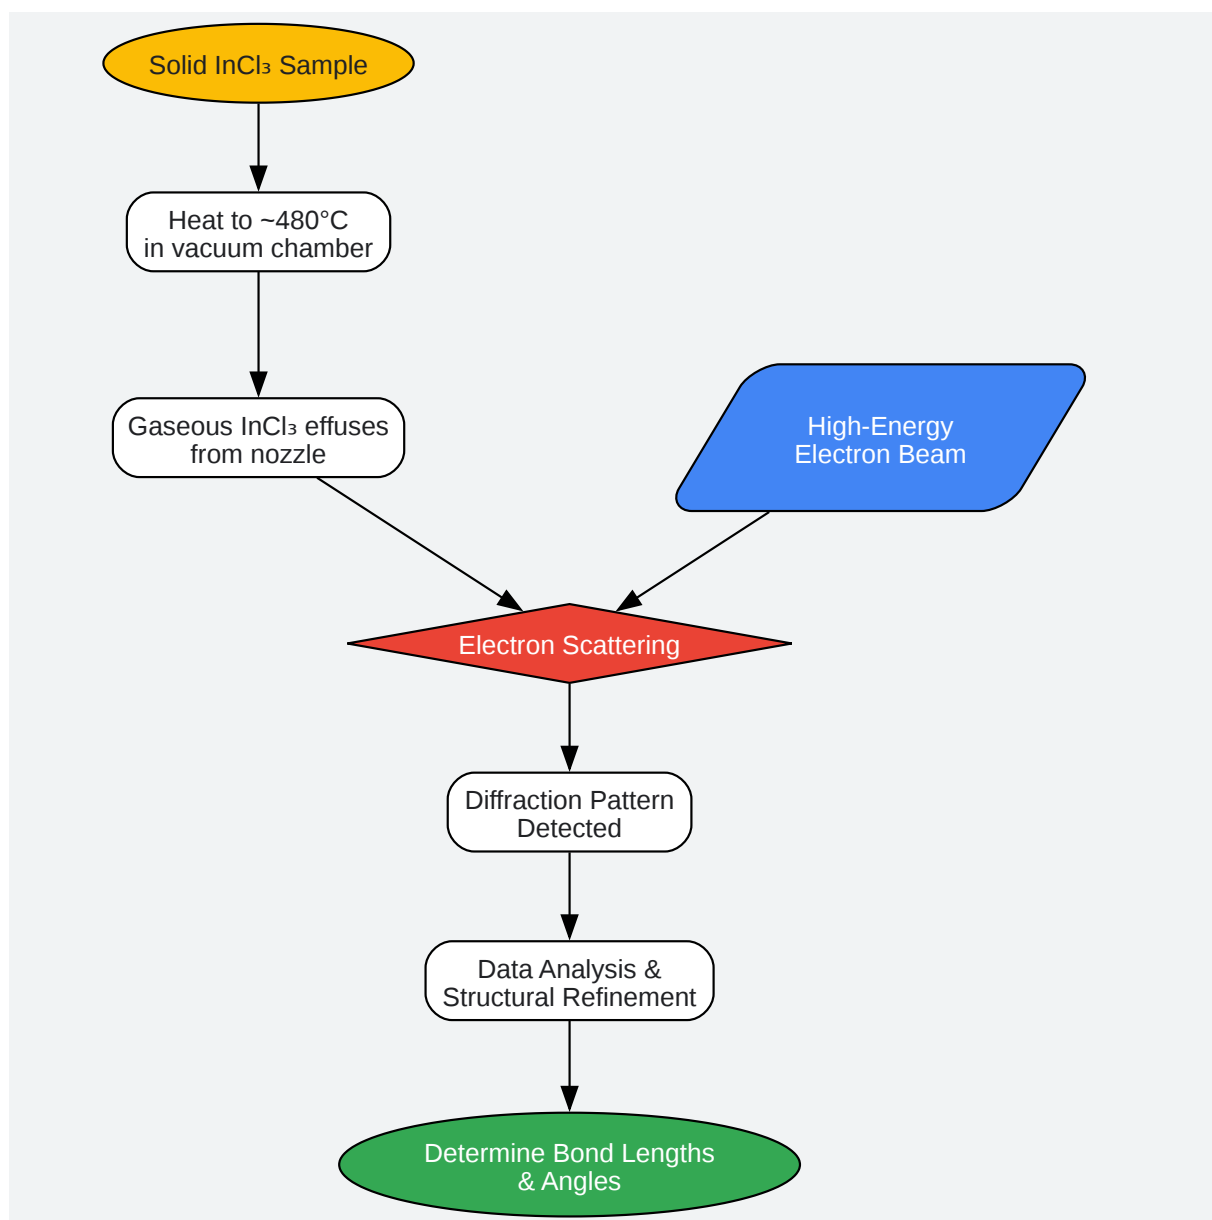 Solid InCl₃ Sample
Heat to ~480°C
in vacuum chamber
Gaseous InCl₃ effuses
from nozzle
High-Energy
Electron Beam
Electron Scattering
Diffraction Pattern
Detected
Data Analysis &
Structural Refinement
Determine Bond Lengths
& Angles